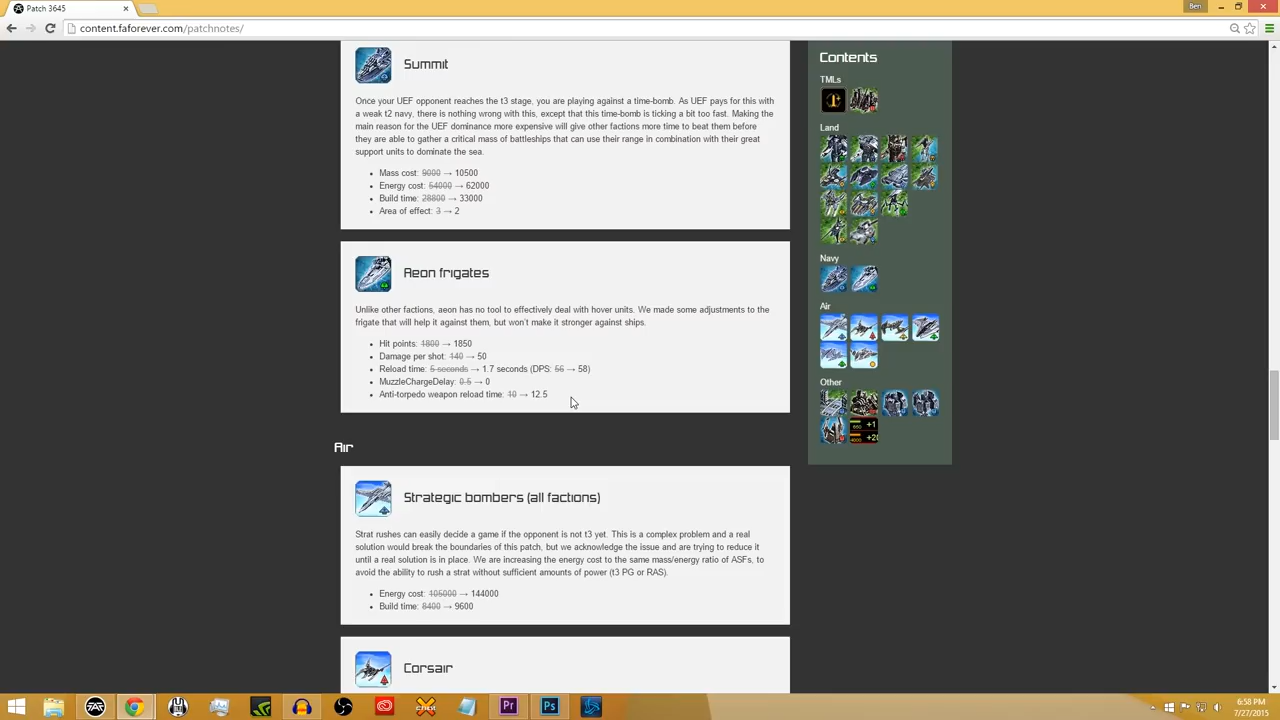 Patch 3645
Ben
content.faforever.com/patchnotes/
Summit
Once your UEF opponent reaches the t3 stage, you are playing against a time-bomb. As UEF pays for this with
a weak t2 navy, there is nothing wrong with this, except that this time-bomb is ticking a bit too fast. Making the
main reason for the UEF dominance more expensive will give other factions more time to beat them before
they are able to gather a critical mass of battleships that can use their range in combination with their great
support units to dominate the sea.
• Mass cost: 9000 → 10500
• Energy cost: 54000 → 62000
• Build time: 28800 → 33000
• Area of effect: 3 → 2
Aeon frigates
Unlike other factions, aeon has no tool to effectively deal with hover units. We made some adjustments to the
frigate that will help it against them, but won't make it stronger against ships.
• Hit points: 1800 → 1850
• Damage per shot: 140 → 50
• Reload time: 5 seconds → 1.7 seconds (DPS: 56 → 58)
• MuzzleChargeDelay: 0.5 → 0
• Anti-torpedo weapon reload time: 10 → 12.5
Air
Strategic bombers (all factions)
Strat rushes can easily decide a game if the opponent is not t3 yet. This is a complex problem and a real
solution would break the boundaries of this patch, but we acknowledge the issue and are trying to reduce it
until a real solution is in place. We are increasing the energy cost to the same mass/energy ratio of ASFs, to
avoid the ability to rush a strat without sufficient amounts of power (t3 PG or RAS).
• Energy cost: 105000 → 144000
• Build time: 8400 → 9600
Corsair
Contents
TMLs
Land
Navy
Air
Other
+1
Pr
Ps
6:58 PM
7/27/2015